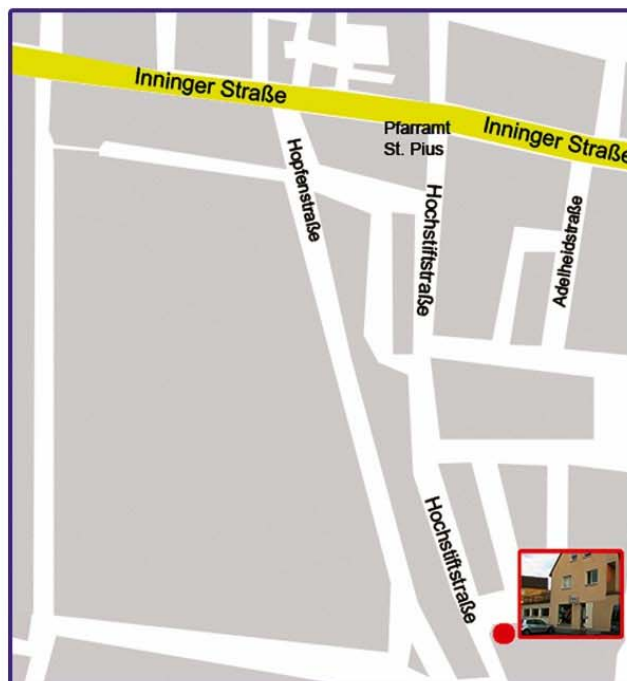 Inninger Straße
Pfarramt
St. Pius
Inninger Straße
Hopfenstraße
Hochstiftstraße
Adelheidstraße
Hochstiftstraße